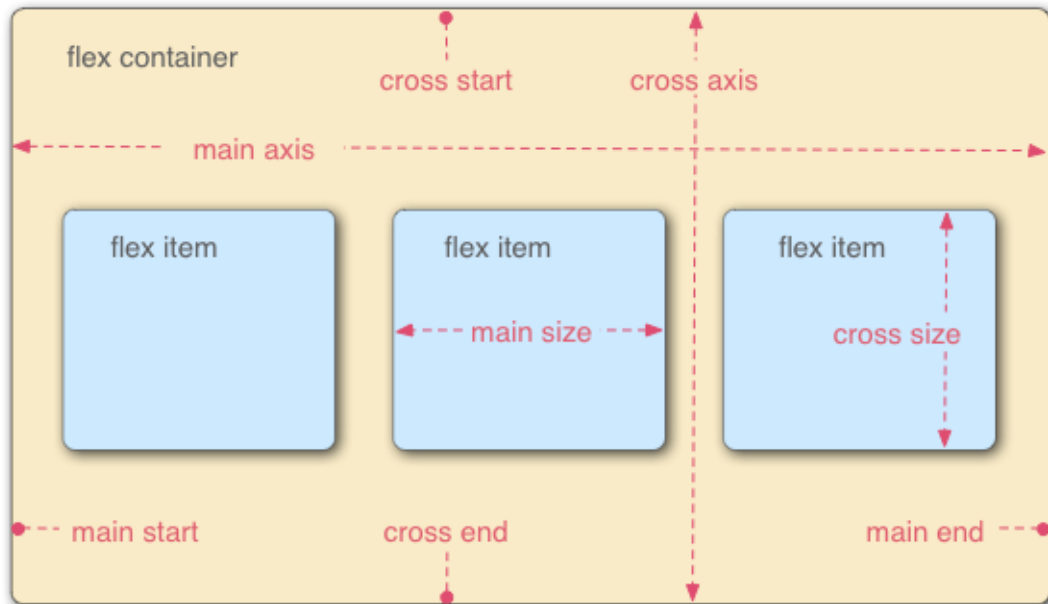 flex container
cross start
cross axis
main axis
flex item
flex item
flex item
main size
cross size
main start
cross end
main end